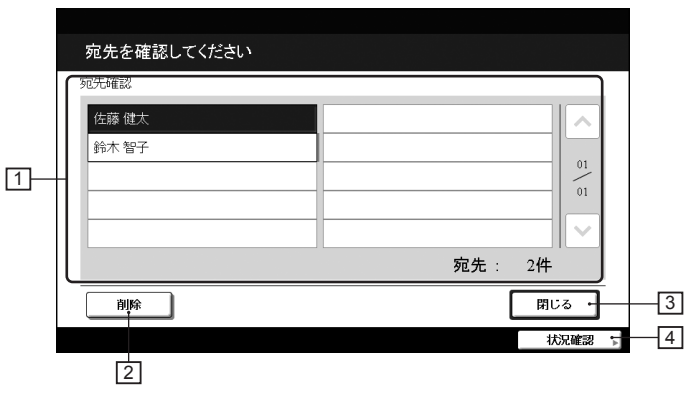 宛先を確認してください
宛先確認
佐藤 健太
鈴木 智子
1
01
01
宛先 : 2件
削除
閉じる
3
状況確認
4
2